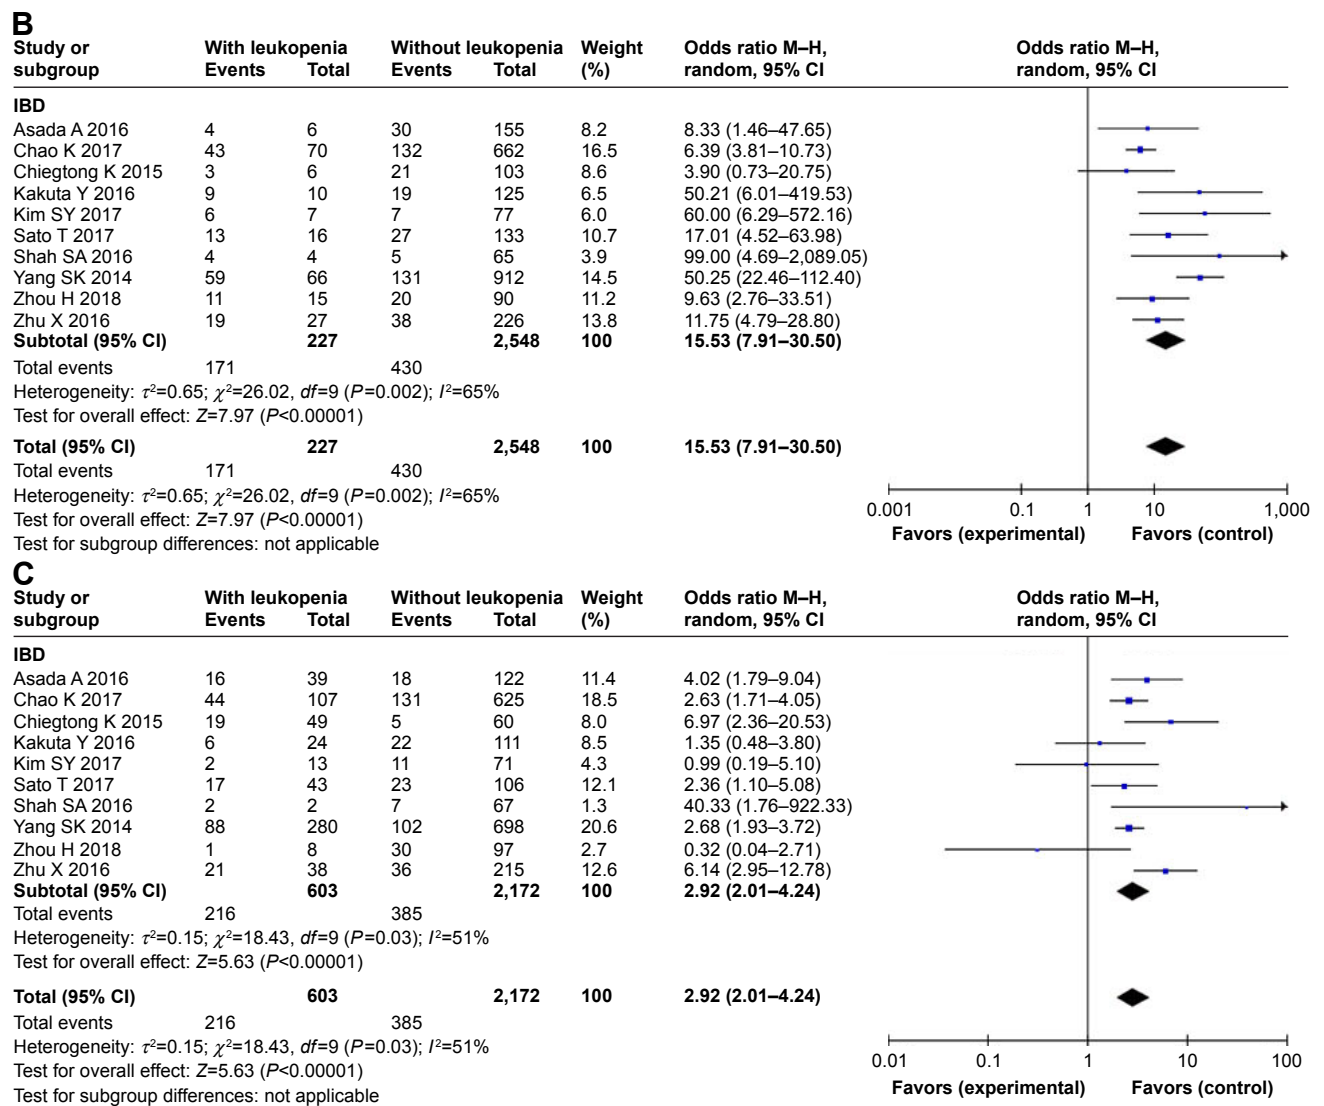 B
Study or subgroup With leukopenia Events Total Without leukopenia Events Total Weight (%) Odds ratio M–H, random, 95% CI Odds ratio M–H, random, 95% CI
IBD
Asada A 2016 4 6 30 155 8.2 8.33 (1.46–47.65)
Chao K 2017 43 70 132 662 16.5 6.39 (3.81–10.73)
Chiegtong K 2015 3 6 21 103 8.6 3.90 (0.73–20.75)
Kakuta Y 2016 9 10 19 125 6.5 50.21 (6.01–419.53)
Kim SY 2017 6 7 7 77 6.0 60.00 (6.29–572.16)
Sato T 2017 13 16 27 133 10.7 17.01 (4.52–63.98)
Shah SA 2016 4 4 5 65 3.9 99.00 (4.69–2,089.05)
Yang SK 2014 59 66 131 912 14.5 50.25 (22.46–112.40)
Zhou H 2018 11 15 20 90 11.2 9.63 (2.76–33.51)
Zhu X 2016 19 27 38 226 13.8 11.75 (4.79–28.80)
Subtotal (95% CI) 227 2,548 100 15.53 (7.91–30.50)
Total events 171 430
Heterogeneity: τ²=0.65; χ²=26.02, df=9 (P=0.002); I²=65%
Test for overall effect: Z=7.97 (P<0.00001)
Total (95% CI) 227 2,548 100 15.53 (7.91–30.50)
Total events 171 430
Heterogeneity: τ²=0.65; χ²=26.02, df=9 (P=0.002); I²=65%
Test for overall effect: Z=7.97 (P<0.00001)
Test for subgroup differences: not applicable
0.001 0.1 1 10 1,000
Favors (experimental) Favors (control)
C
Study or subgroup With leukopenia Events Total Without leukopenia Events Total Weight (%) Odds ratio M–H, random, 95% CI Odds ratio M–H, random, 95% CI
IBD
Asada A 2016 16 39 18 122 11.4 4.02 (1.79–9.04)
Chao K 2017 44 107 131 625 18.5 2.63 (1.71–4.05)
Chiegtong K 2015 19 49 5 60 8.0 6.97 (2.36–20.53)
Kakuta Y 2016 6 24 22 111 8.5 1.35 (0.48–3.80)
Kim SY 2017 2 13 11 71 4.3 0.99 (0.19–5.10)
Sato T 2017 17 43 23 106 12.1 2.36 (1.10–5.08)
Shah SA 2016 2 2 7 67 1.3 40.33 (1.76–922.33)
Yang SK 2014 88 280 102 698 20.6 2.68 (1.93–3.72)
Zhou H 2018 1 8 30 97 2.7 0.32 (0.04–2.71)
Zhu X 2016 21 38 36 215 12.6 6.14 (2.95–12.78)
Subtotal (95% CI) 603 2,172 100 2.92 (2.01–4.24)
Total events 216 385
Heterogeneity: τ²=0.15; χ²=18.43, df=9 (P=0.03); I²=51%
Test for overall effect: Z=5.63 (P<0.00001)
Total (95% CI) 603 2,172 100 2.92 (2.01–4.24)
Total events 216 385
Heterogeneity: τ²=0.15; χ²=18.43, df=9 (P=0.03); I²=51%
Test for overall effect: Z=5.63 (P<0.00001)
Test for subgroup differences: not applicable
0.01 0.1 1 10 100
Favors (experimental) Favors (control)